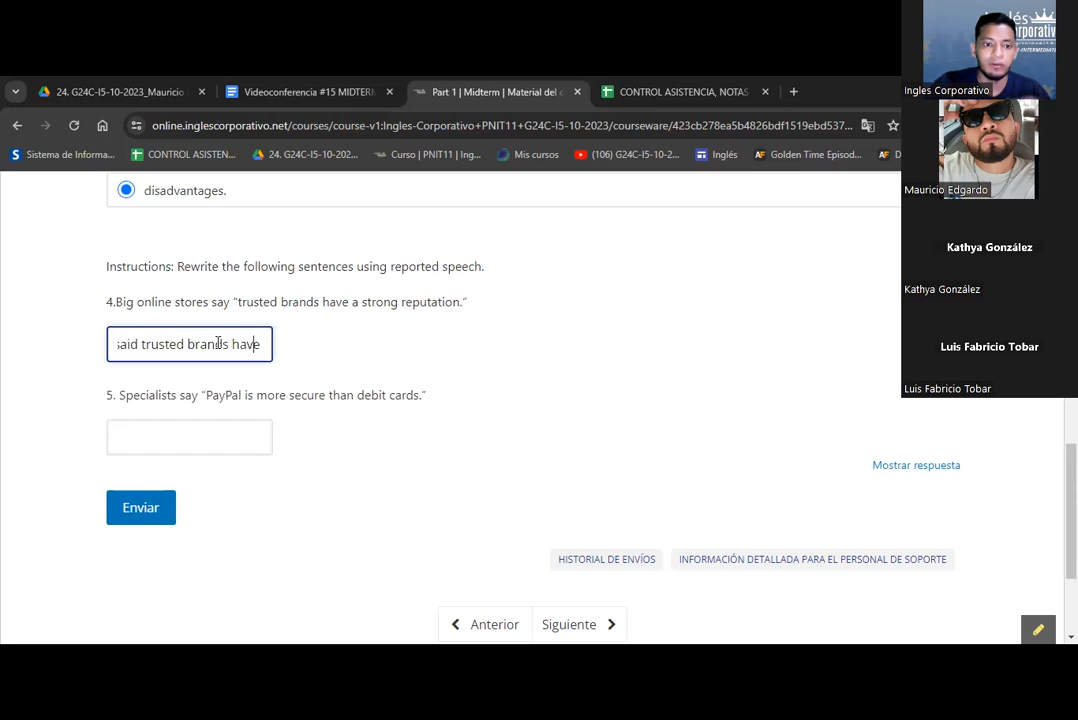 Inglés
Corporativo
INTERMEDIATE
Ingles Corporativo
24. G24C-I5-10-2023_Mauricio
Videoconferencia #15 MIDTERM
Part 1 | Midterm | Material del c
CONTROL ASISTENCIA, NOTAS
online.inglescorporativo.net/courses/course-v1:Ingles-Corporativo+PNIT11+G24C-I5-10-2023/courseware/423cb278ea5b4826bdf1519ebd537...
Sistema de Informa...
CONTROL ASISTEN...
24. G24C-I5-10-202...
Curso | PNIT11 | Ing...
Mis cursos
(106) G24C-I5-10-2...
Inglés
Golden Time Episod...
Mauricio Edgardo
disadvantages.
Kathya González
Kathya González
Instructions: Rewrite the following sentences using reported speech.
4.Big online stores say “trusted brands have a strong reputation.”
said trusted brands have
Luis Fabricio Tobar
Luis Fabricio Tobar
5. Specialists say “PayPal is more secure than debit cards.”
Mostrar respuesta
Enviar
HISTORIAL DE ENVÍOS
INFORMACIÓN DETALLADA PARA EL PERSONAL DE SOPORTE
Anterior
Siguiente